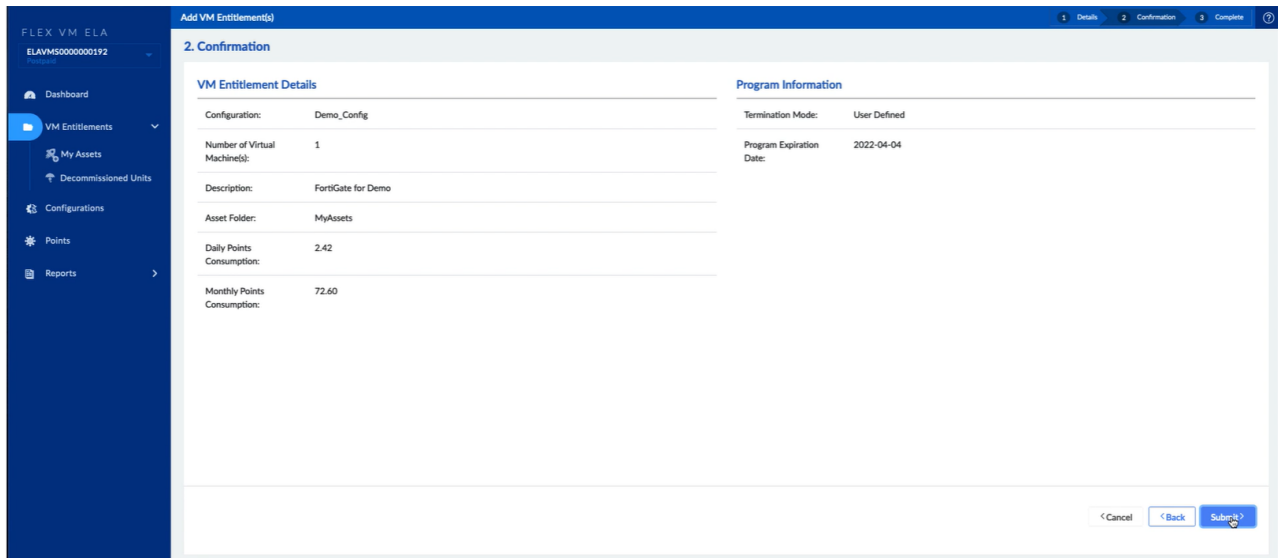 FLEX VM ELA
ELAVMS0000000192
Postpaid
Dashboard
VM Entitlements
My Assets
Decommissioned Units
Configurations
Points
Reports
Add VM Entitlement(s)
1 Details 2 Confirmation 3 Complete
2. Confirmation
VM Entitlement Details
Configuration: Demo_Config
Number of Virtual 1
Machine(s):
Description: FortiGate for Demo
Asset Folder: MyAssets
Daily Points 2.42
Consumption:
Monthly Points 72.60
Consumption:
Program Information
Termination Mode: User Defined
Program Expiration 2022-04-04
Date:
<Cancel <Back Submit>